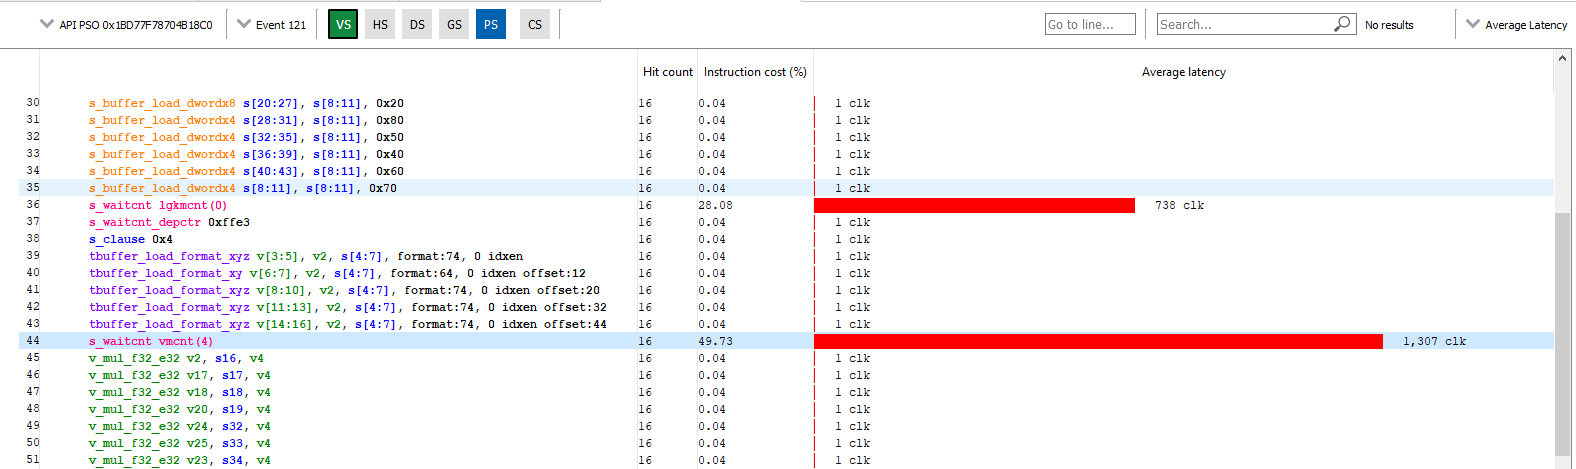 API PSO 0x1BD77F78704B18C0 Event 121 VS HS DS GS PS CS Go to line... Search... No results Average Latency
Hit count Instruction cost (%) Average latency
30 s_buffer_load_dwordx8 s[20:27], s[8:11], 0x20 16 0.04 1 clk
31 s_buffer_load_dwordx4 s[28:31], s[8:11], 0x80 16 0.04 1 clk
32 s_buffer_load_dwordx4 s[32:35], s[8:11], 0x50 16 0.04 1 clk
33 s_buffer_load_dwordx4 s[36:39], s[8:11], 0x40 16 0.04 1 clk
34 s_buffer_load_dwordx4 s[40:43], s[8:11], 0x60 16 0.04 1 clk
35 s_buffer_load_dwordx4 s[8:11], s[8:11], 0x70 16 0.04 1 clk
36 s_waitcnt lgkmcnt(0) 16 28.08 738 clk
37 s_waitcnt_depctr 0xffe3 16 0.04 1 clk
38 s_clause 0x4 16 0.04 1 clk
39 tbuffer_load_format_xyz v[3:5], v2, s[4:7], format:74, 0 idxen 16 0.04 1 clk
40 tbuffer_load_format_xy v[6:7], v2, s[4:7], format:64, 0 idxen offset:12 16 0.04 1 clk
41 tbuffer_load_format_xyz v[8:10], v2, s[4:7], format:74, 0 idxen offset:20 16 0.04 1 clk
42 tbuffer_load_format_xyz v[11:13], v2, s[4:7], format:74, 0 idxen offset:32 16 0.04 1 clk
43 tbuffer_load_format_xyz v[14:16], v2, s[4:7], format:74, 0 idxen offset:44 16 0.04 1 clk
44 s_waitcnt vmcnt(4) 16 49.73 1,307 clk
45 v_mul_f32_e32 v2, s16, v4 16 0.04 1 clk
46 v_mul_f32_e32 v17, s17, v4 16 0.04 1 clk
47 v_mul_f32_e32 v18, s18, v4 16 0.04 1 clk
48 v_mul_f32_e32 v20, s19, v4 16 0.04 1 clk
49 v_mul_f32_e32 v24, s32, v4 16 0.04 1 clk
50 v_mul_f32_e32 v25, s33, v4 16 0.04 1 clk
51 v_mul_f32_e32 v23, s34, v4 16 0.04 1 clk